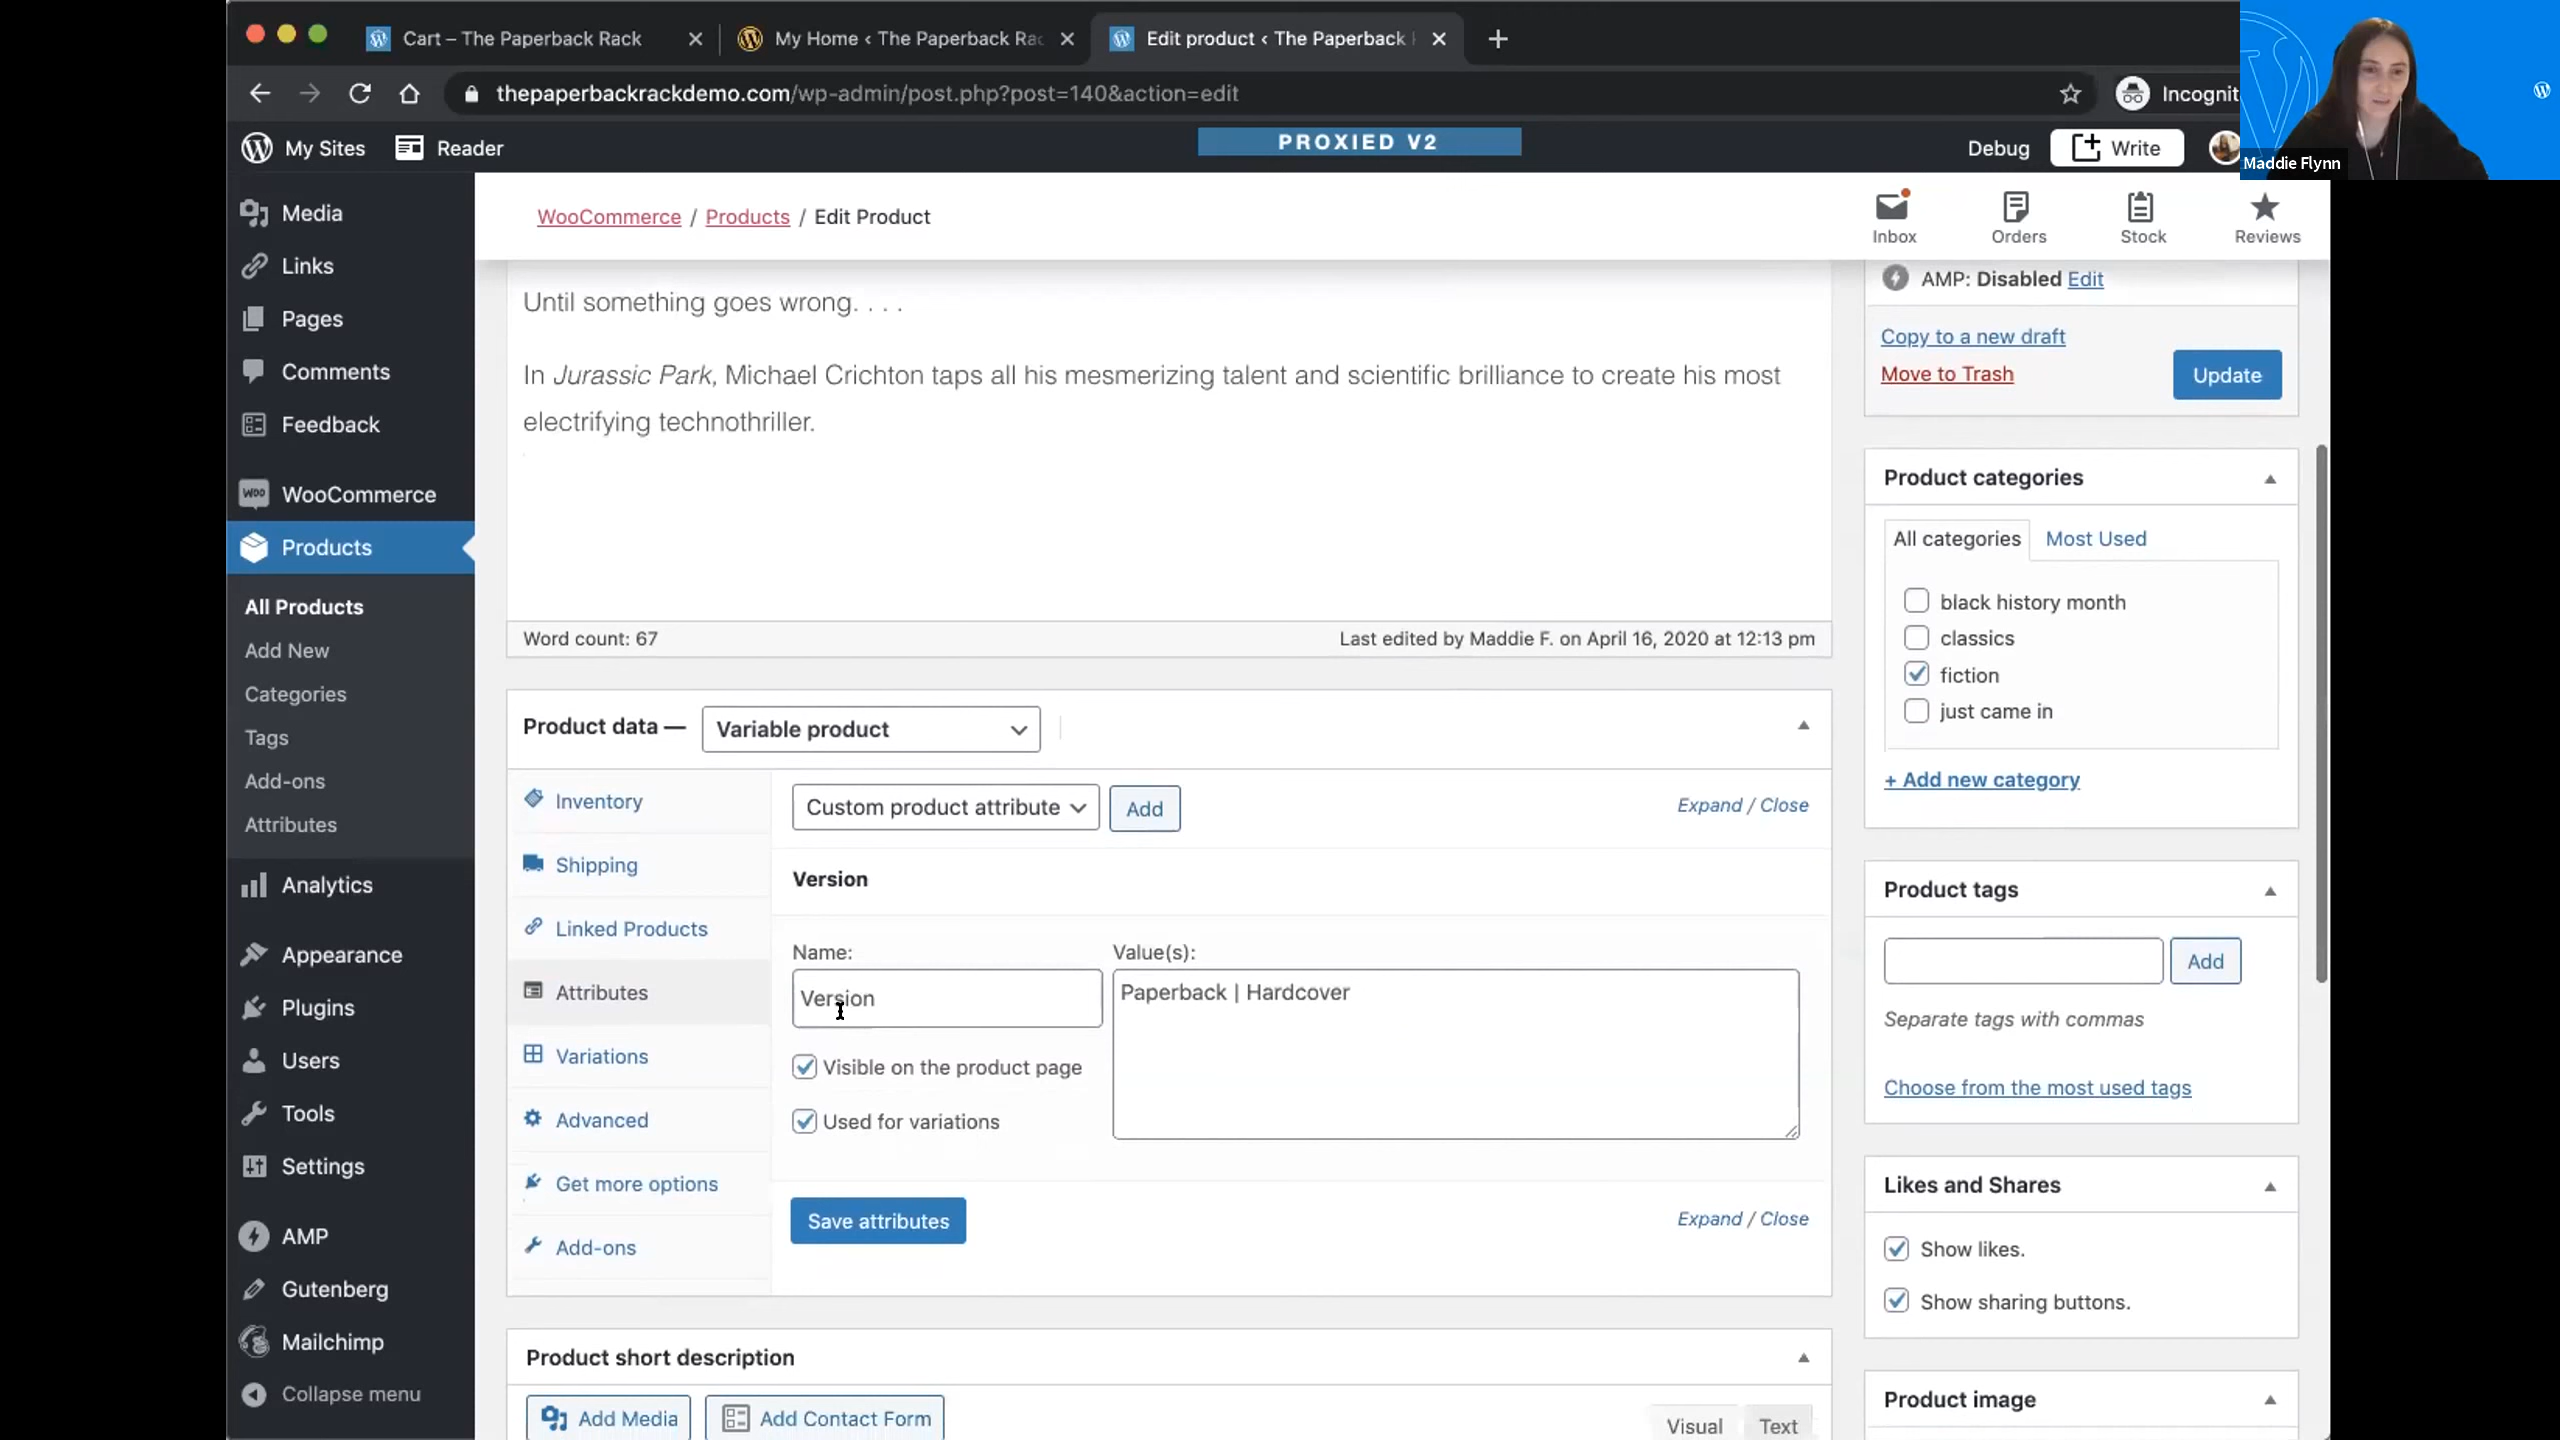 Cart – The Paperback Rack
My Home ‹ The Paperback Rac
Edit product ‹ The Paperback
thepaperbackrackdemo.com/wp-admin/post.php?post=140&action=edit
Incognit
My Sites
Reader
PROXIED V2
Debug
Write
Maddie Flynn
Media
Links
Pages
Comments
Feedback
WooCommerce
Products
All Products
Add New
Categories
Tags
Add-ons
Attributes
Analytics
Appearance
Plugins
Users
Tools
Settings
AMP
Gutenberg
Mailchimp
Collapse menu
WooCommerce / Products / Edit Product
Inbox
Orders
Stock
Reviews
Until something goes wrong. . . .
In Jurassic Park, Michael Crichton taps all his mesmerizing talent and scientific brilliance to create his most
electrifying technothriller.
Word count: 67
Last edited by Maddie F. on April 16, 2020 at 12:13 pm
Product data — Variable product
Inventory
Shipping
Linked Products
Attributes
Variations
Advanced
Get more options
Add-ons
Custom product attribute
Add
Expand / Close
Version
Name:
Version
Value(s):
Paperback | Hardcover
Visible on the product page
Used for variations
Save attributes
Expand / Close
Product short description
Add Media
Add Contact Form
Visual
Text
AMP: Disabled Edit
Copy to a new draft
Move to Trash
Update
Product categories
All categories
Most Used
black history month
classics
fiction
just came in
+ Add new category
Product tags
Add
Separate tags with commas
Choose from the most used tags
Likes and Shares
Show likes.
Show sharing buttons.
Product image